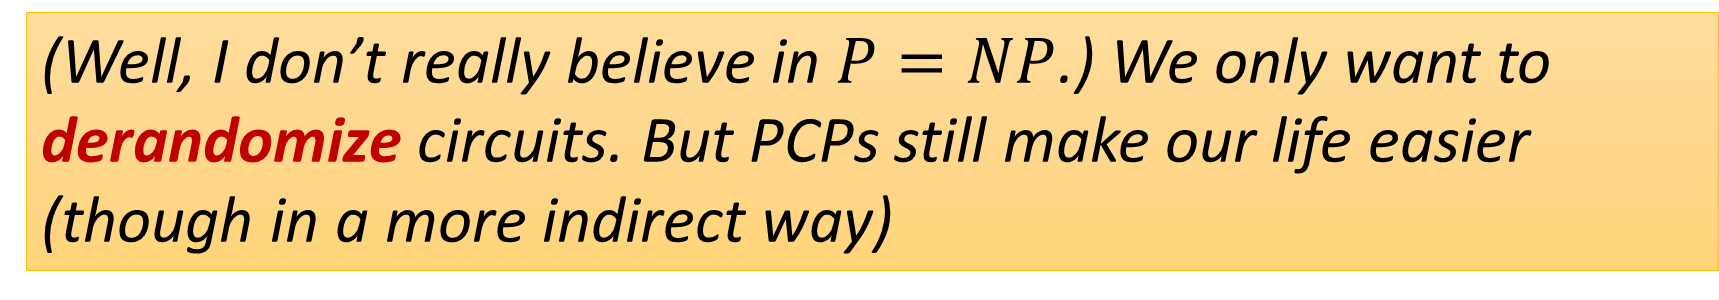 (Well, I don’t really believe in P = NP.) We only want to
derandomize circuits. But PCPs still make our life easier
(though in a more indirect way)